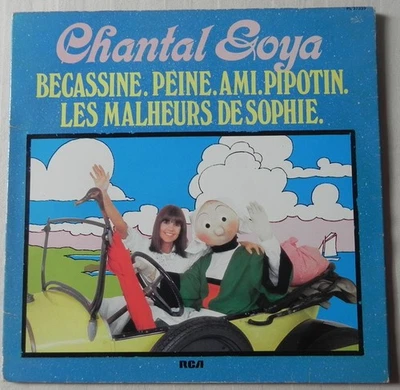 Chantal Goya
BECASSINE. PEINE. AMI. PIPOTIN.
LES MALHEURS DE SOPHIE.
RCA